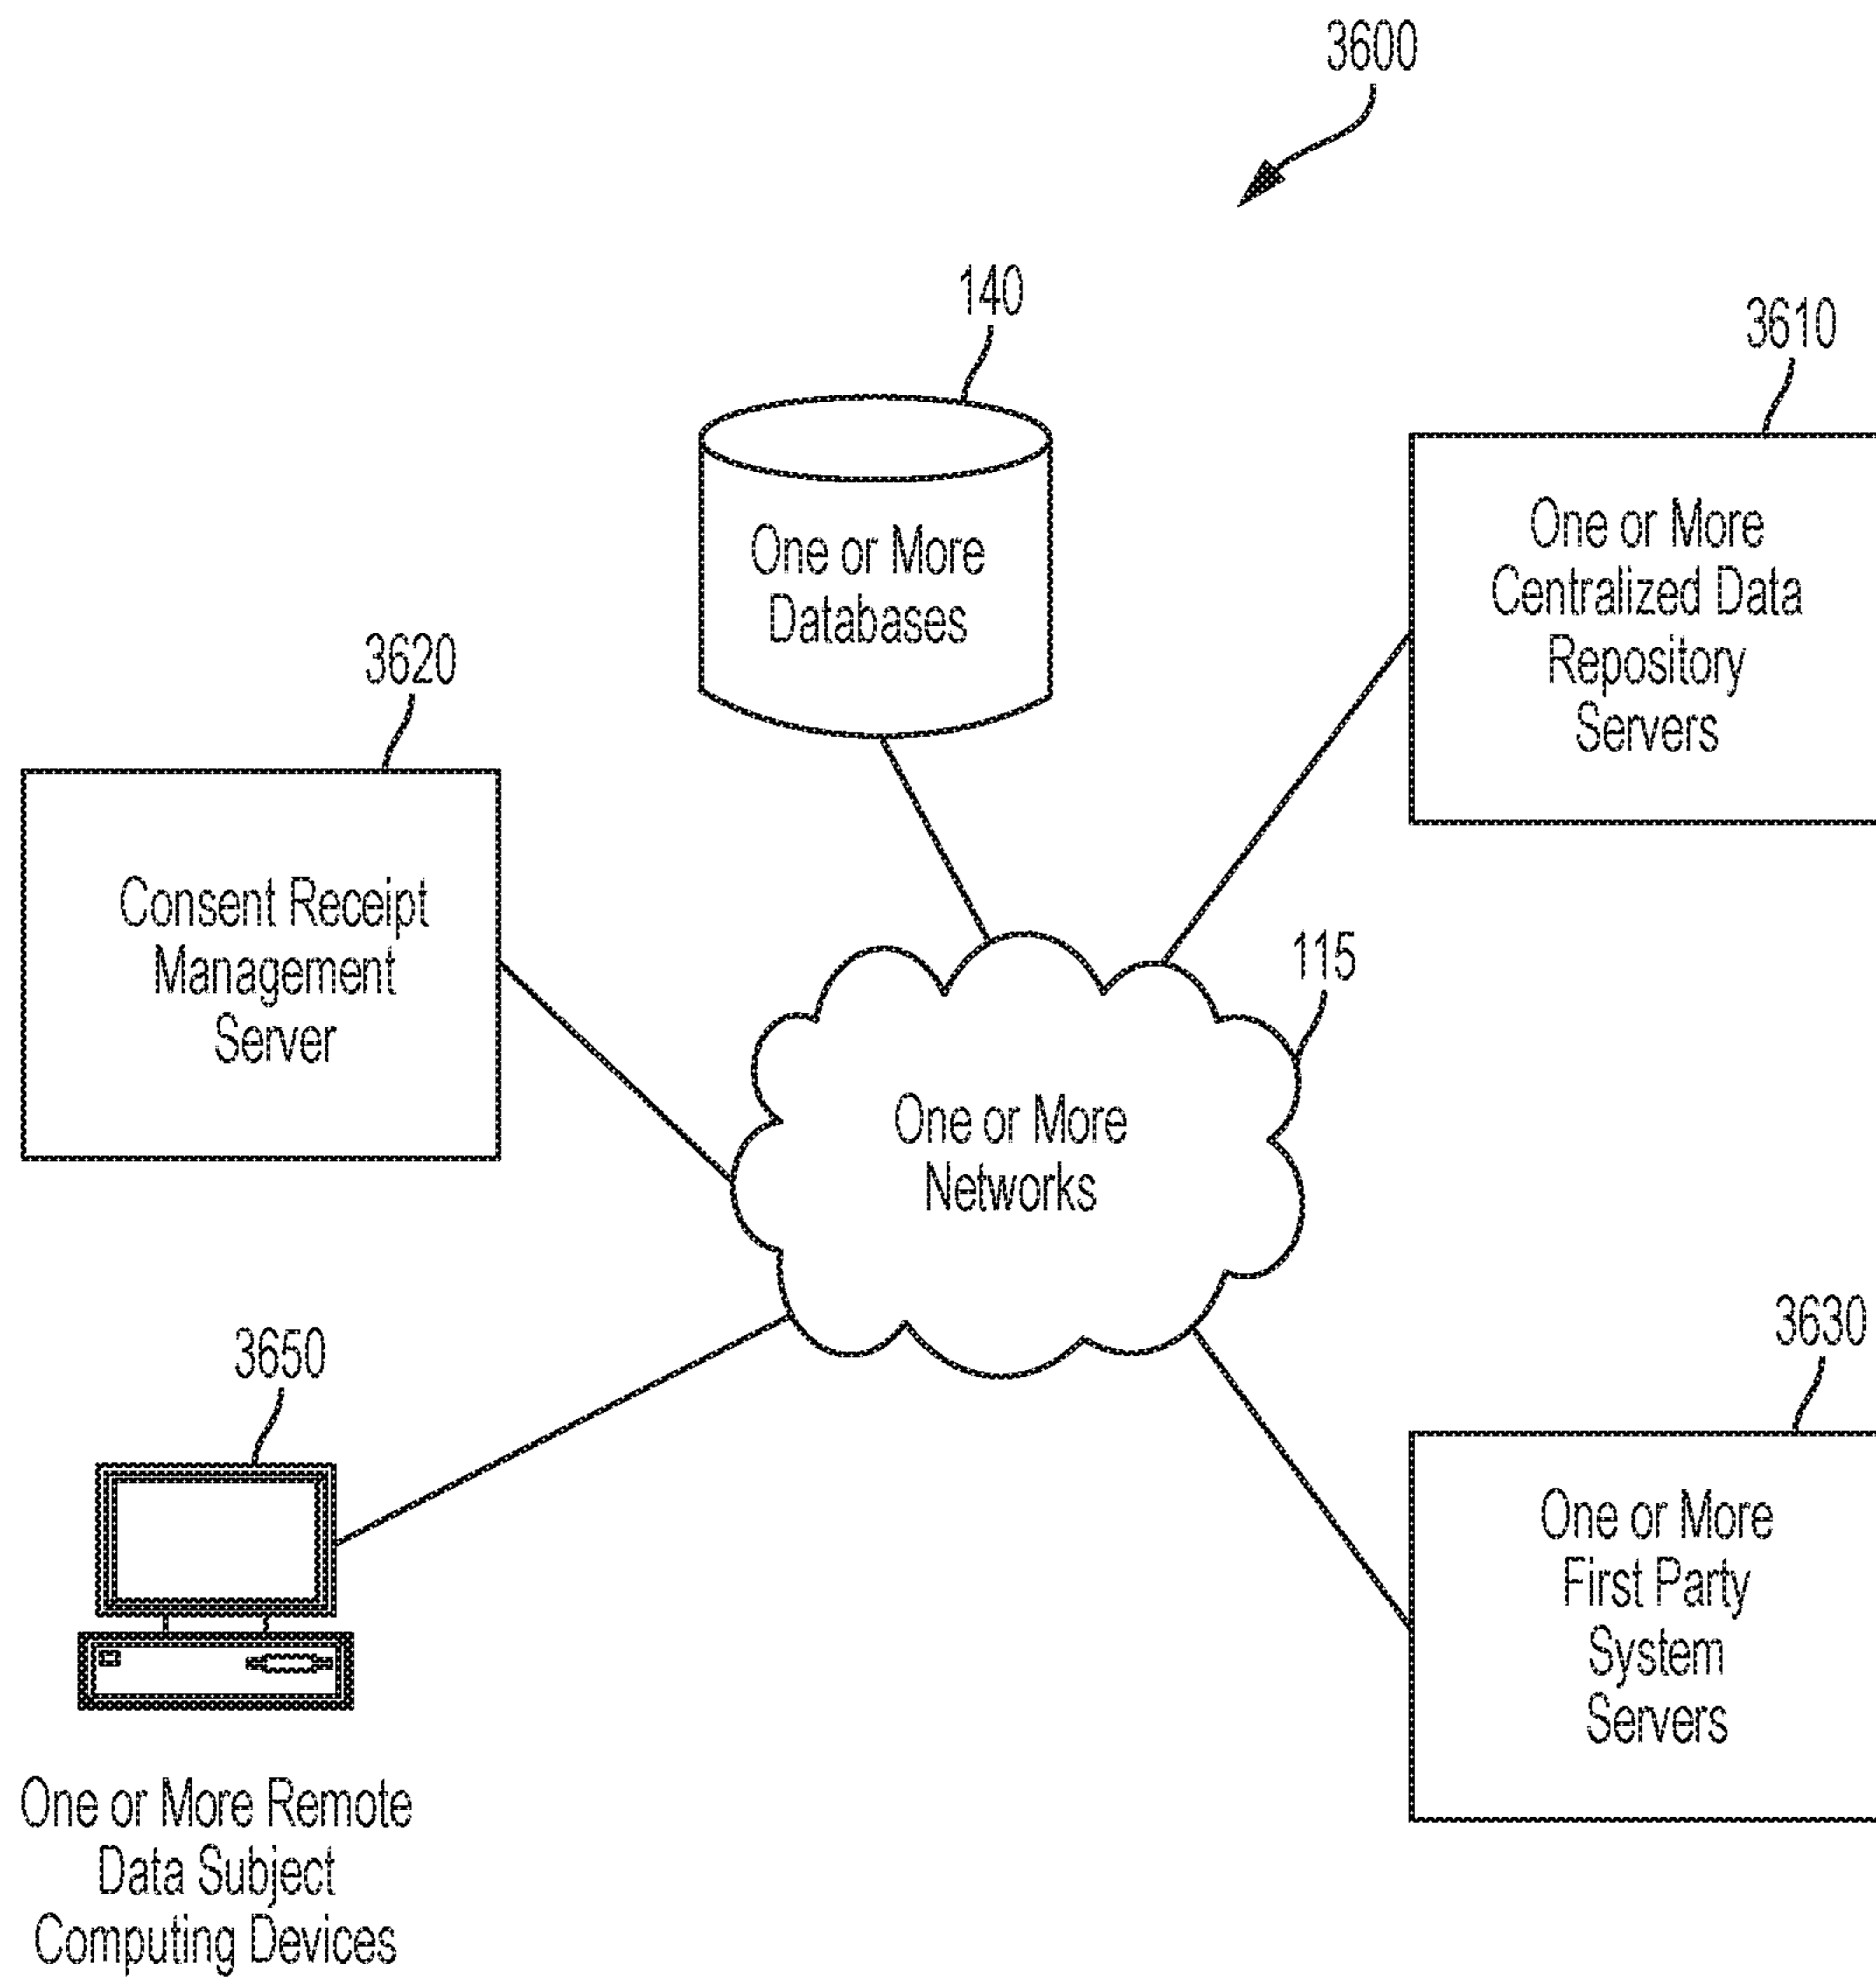 3600
140
One or More
Databases
3610
One or More
Centralized Data
Repository
Servers
3620
Consent Receipt
Management
Server
115
One or More
Networks
3650
One or More Remote
Data Subject
Computing Devices
3630
One or More
First Party
System
Servers